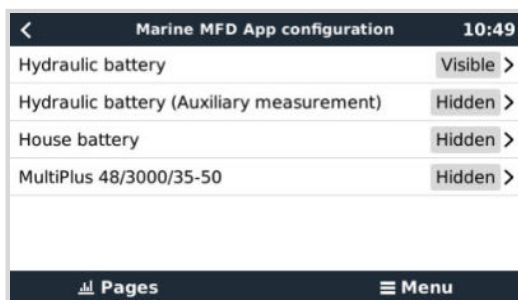 Marine MFD App configuration 10:49
Hydraulic battery Visible
Hydraulic battery (Auxiliary measurement) Hidden
House battery Hidden
MultiPlus 48/3000/35-50 Hidden
Pages Menu